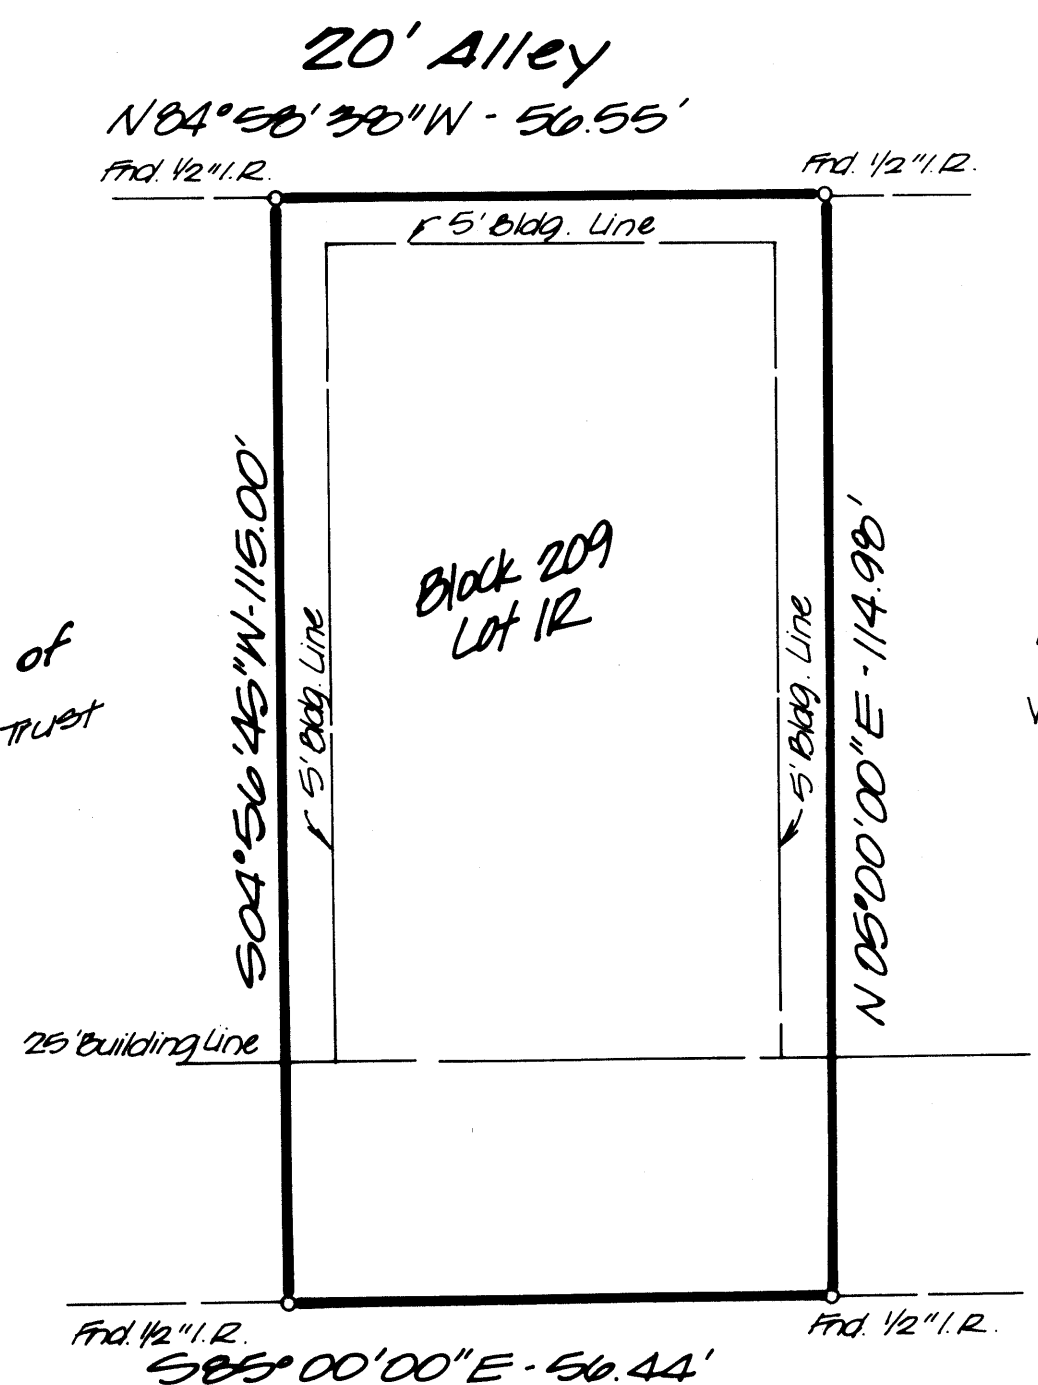 20' Alley
N84°58'38"W - 56.55'
Fnd. 1/2" I.R.
Fnd. 1/2" I.R.
5' Bldg. Line
S04°56'45"W-115.00'
5' Bldg. Line
Block 209
Lot 1R
5' Bldg. Line
N 05°00'00"E - 114.98'
of
Trust
25' Building Line
Fnd. 1/2" I.R.
Fnd. 1/2" I.R.
S85°00'00"E - 56.44'